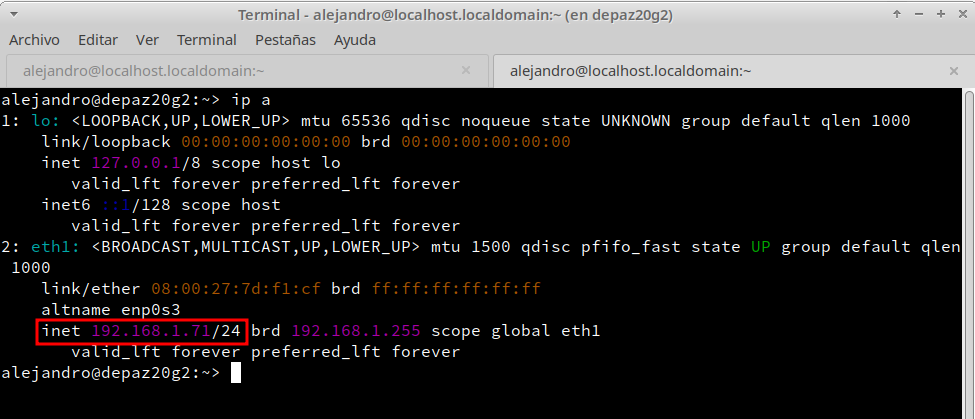 Terminal - alejandro@localhost.localdomain:~ (en depaz20g2)
Archivo Editar Ver Terminal Pestañas Ayuda
alejandro@localhost.localdomain:~ × alejandro@localhost.localdomain:~ ×
alejandro@depaz20g2:~> ip a
1: lo: <LOOPBACK,UP,LOWER_UP> mtu 65536 qdisc noqueue state UNKNOWN group default qlen 1000
    link/loopback 00:00:00:00:00:00 brd 00:00:00:00:00:00
    inet 127.0.0.1/8 scope host lo
       valid_lft forever preferred_lft forever
    inet6 ::1/128 scope host
       valid_lft forever preferred_lft forever
2: eth1: <BROADCAST,MULTICAST,UP,LOWER_UP> mtu 1500 qdisc pfifo_fast state UP group default qlen
 1000
    link/ether 08:00:27:7d:f1:cf brd ff:ff:ff:ff:ff:ff
    altname enp0s3
    inet 192.168.1.71/24 brd 192.168.1.255 scope global eth1
       valid_lft forever preferred_lft forever
alejandro@depaz20g2:~>